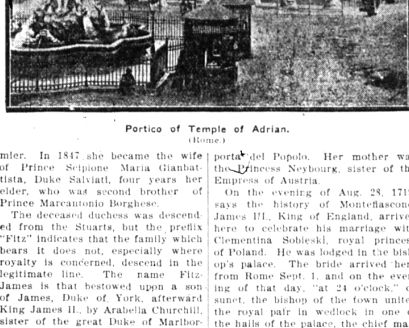 Portico of Temple of Adrian.
(Rome.)
mier. In 1847 she became the wife
of Prince Scipione Maria Gianbat-
tista, Duke Salviati, four years her
elder, who was second brother of
Prince Marcantonio Borghese.
The deceased duchess was descend-
ed from the Stuarts, but the preflix
"Fitz" indicates that the family which
bears it does not, especially where
royalty is concerned, descend in the
legitimate line. The name Fitz-
James is that bestowed upon a son
of James, Duke of York, afterward
King James II., by Arabella Churchill,
sister of the great Duke of Marlbor-
porta del Popolo. Her mother wa
the Princess Neybourg, sister of th
Empress of Austria.
On the evening of Aug. 28, 171
says the history of Montefiascone
James III., King of England, arrive
here to celebrate his marriage wit
Clementina Sobieski, royal princes
of Poland. He was lodged in the bish
op's palace. The bride arrived her
from Rome Sept. 1, and on the eve
ing of that day, "at 24 o'clock," o
sunet, the bishop of the town unite
the royal pair in wedlock in one o
the halls of the palace, the chief ma